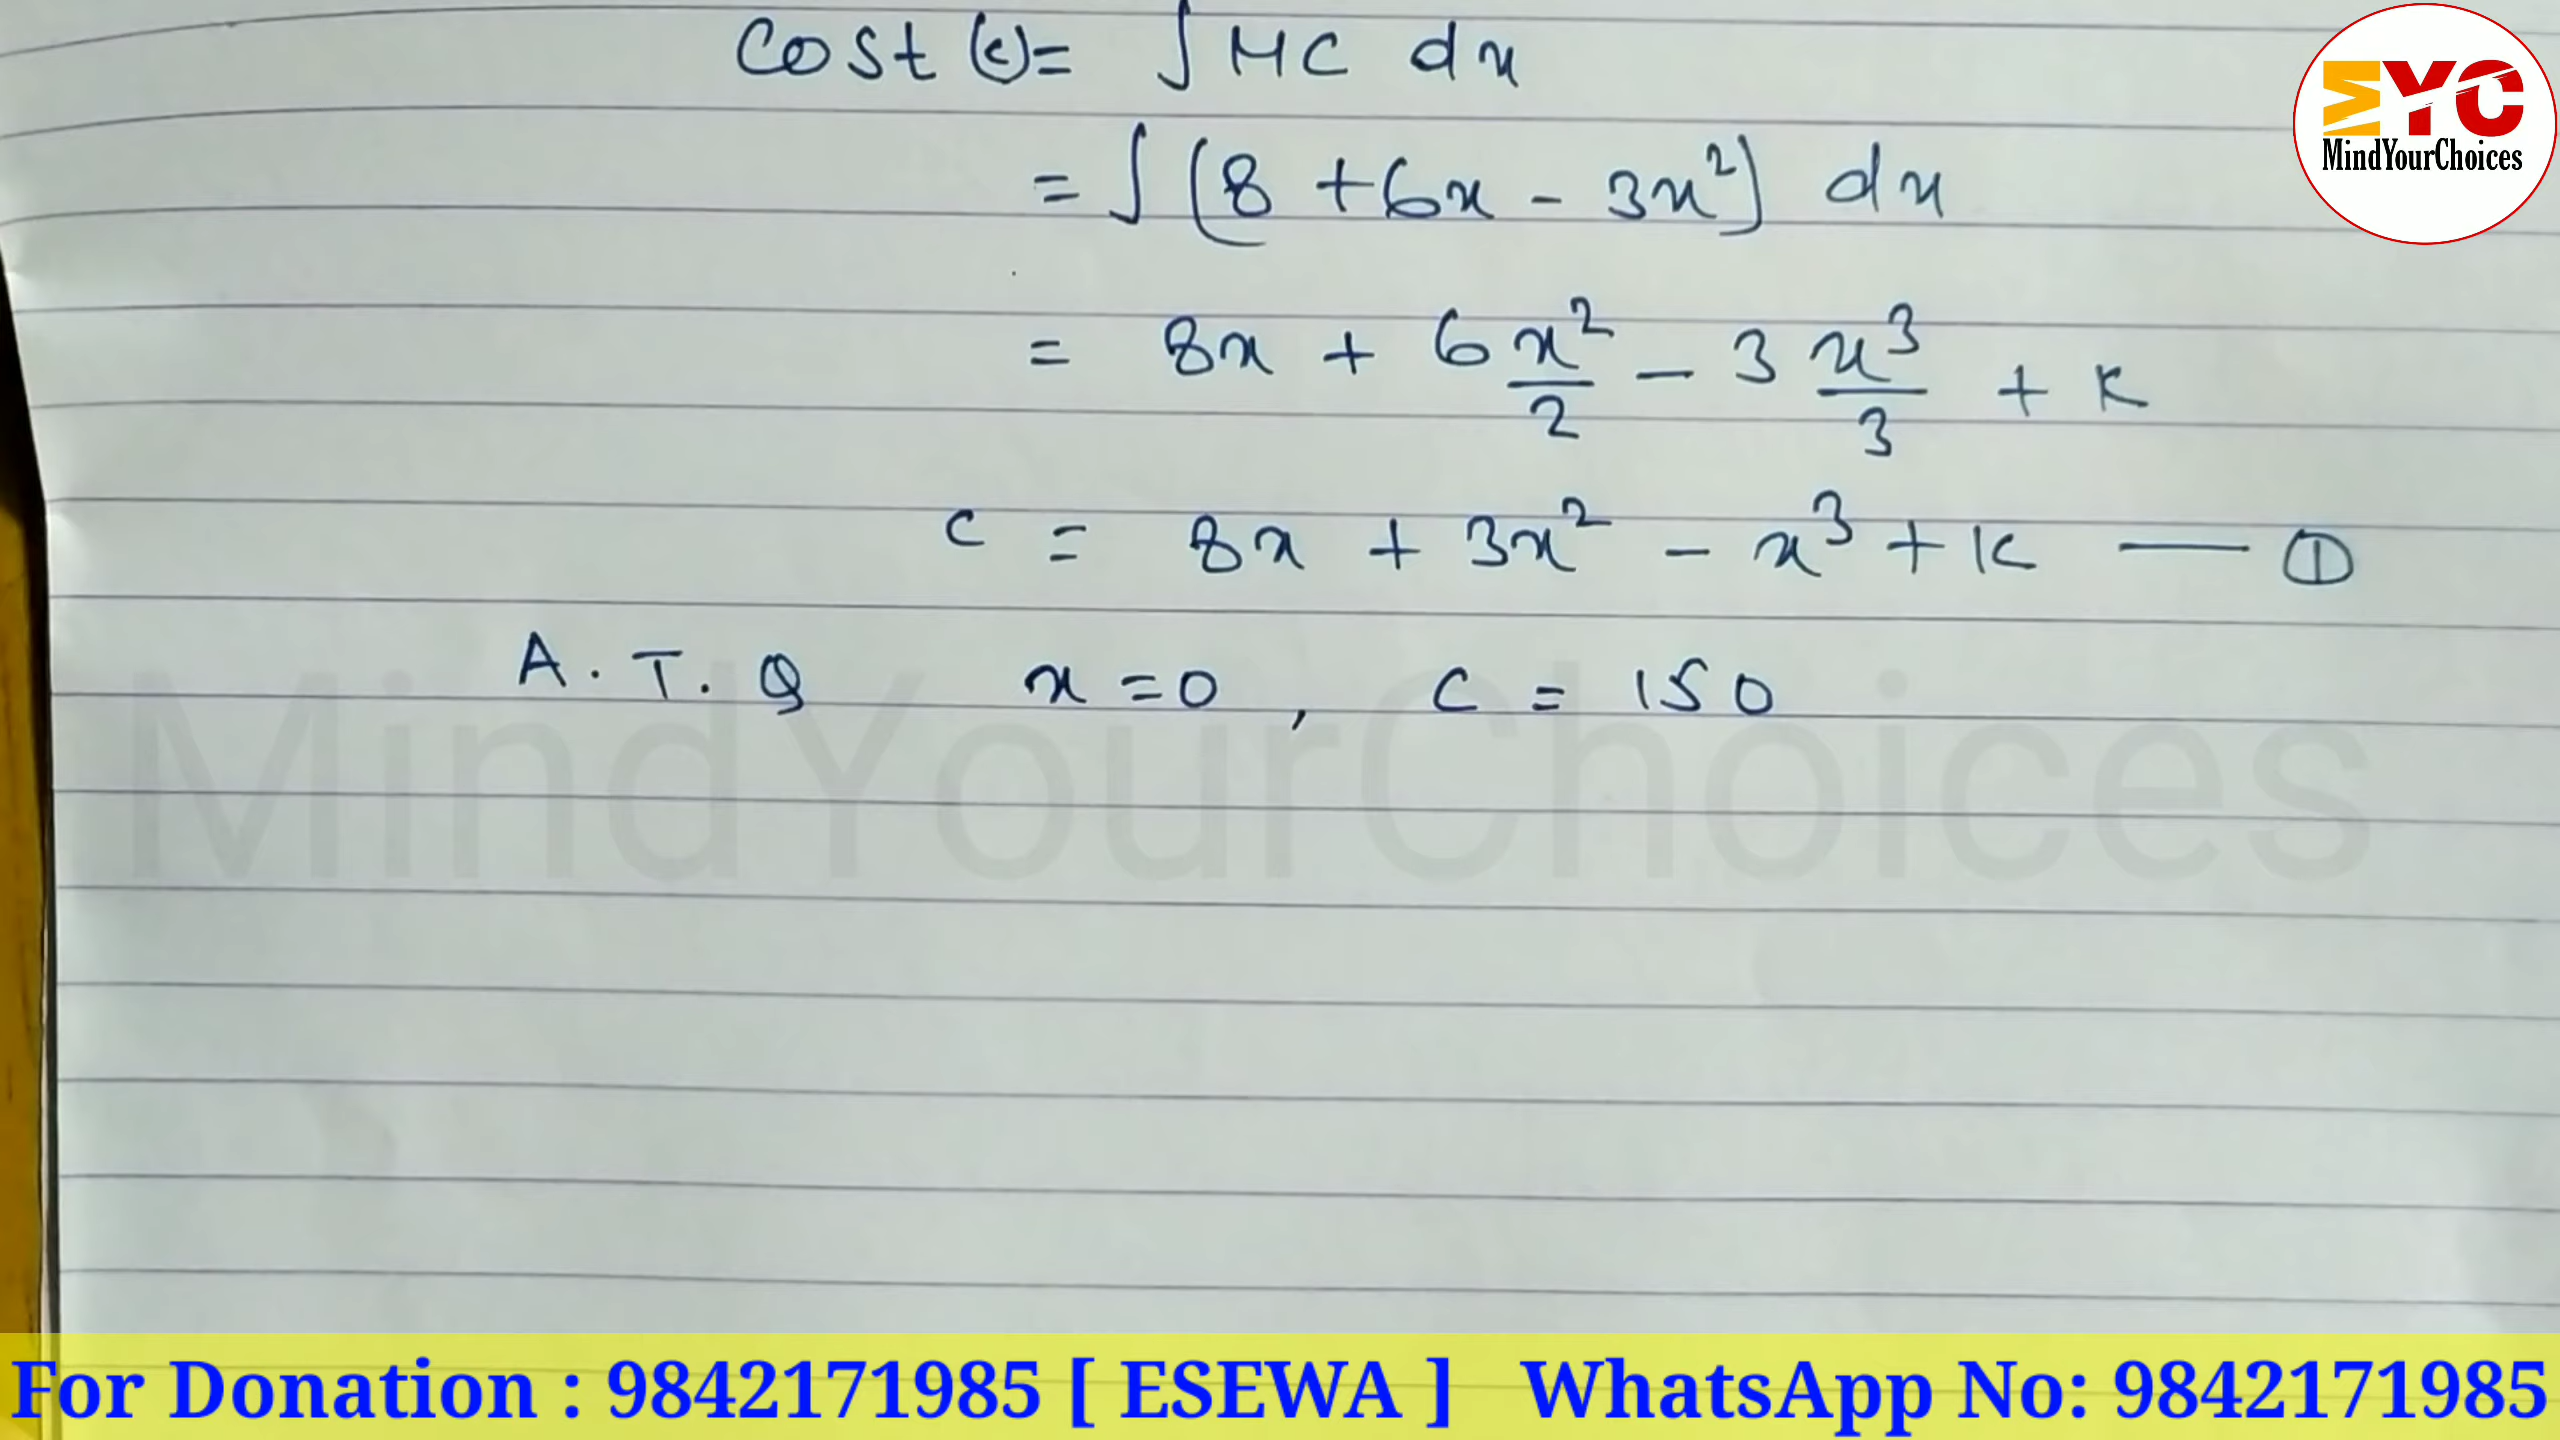 Cost (c) = ∫ MC dx
= ∫ (8 + 6x - 3x²) dx
= 8x + 6 x²/2 - 3 x³/3 + K
C = 8x + 3x² - x³ + K — ①
A.T.Q x = 0, C = 150
MindYourChoices
MYC
MindYourChoices
For Donation : 9842171985 [ ESEWA ] WhatsApp No: 9842171985